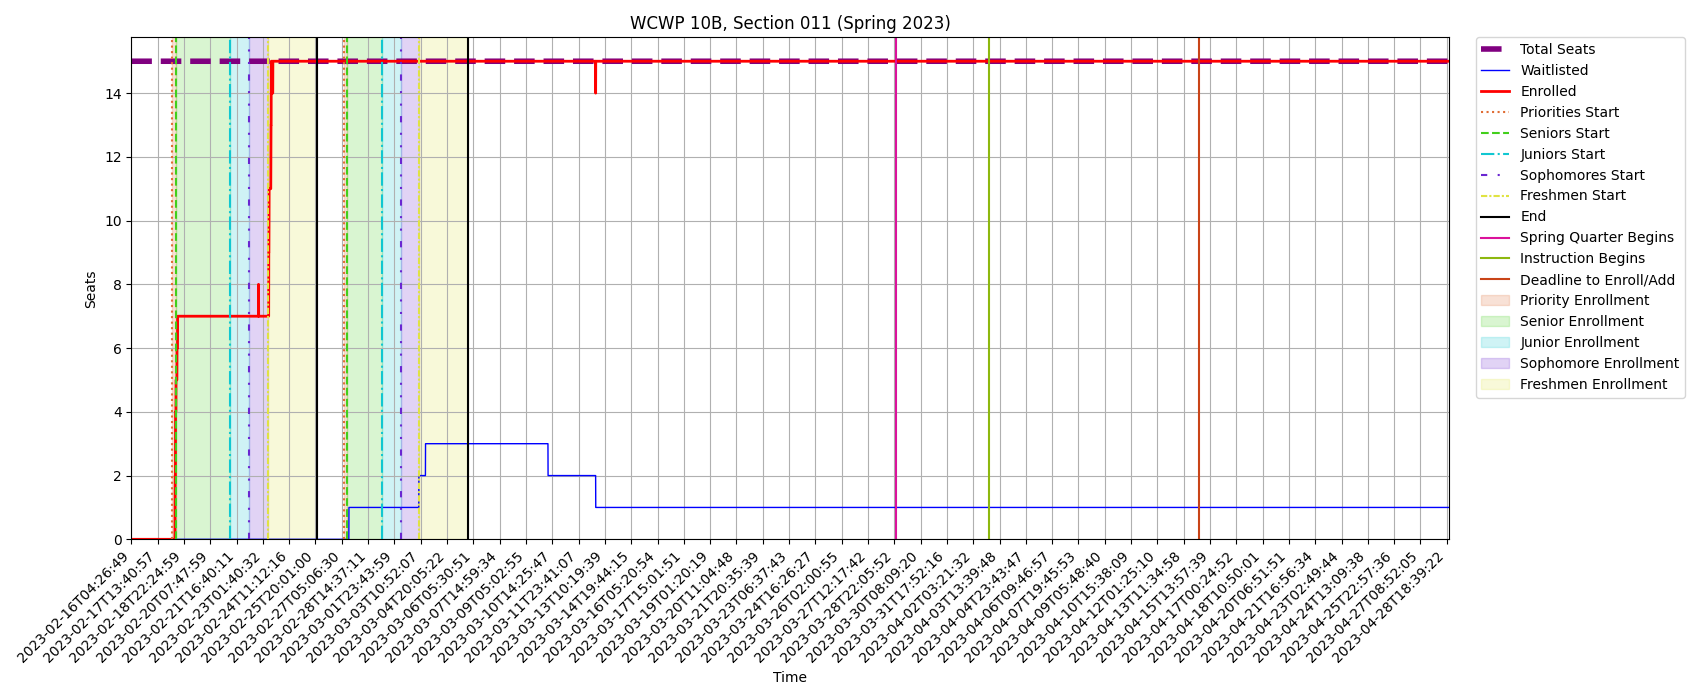 WCWP 10B, Section 011 (Spring 2023)
Seats
14
12
10
8
6
4
2
0
2023-02-16T04:26:49
2023-02-17T13:40:57
2023-02-18T22:24:59
2023-02-20T07:47:59
2023-02-21T16:40:11
2023-02-23T01:40:32
2023-02-24T11:12:16
2023-02-25T20:01:00
2023-02-27T05:06:30
2023-02-28T14:37:11
2023-03-01T23:43:59
2023-03-03T10:52:07
2023-03-04T20:05:22
2023-03-06T05:30:51
2023-03-07T14:59:34
2023-03-09T05:02:55
2023-03-10T14:25:47
2023-03-11T23:41:07
2023-03-13T10:19:39
2023-03-14T19:44:15
2023-03-16T05:20:54
2023-03-17T15:01:51
2023-03-19T01:20:19
2023-03-20T11:04:48
2023-03-21T20:35:39
2023-03-23T06:37:43
2023-03-24T16:26:27
2023-03-26T02:00:55
2023-03-27T12:17:42
2023-03-28T22:05:52
2023-03-30T08:09:20
2023-03-31T17:52:16
2023-04-02T03:21:32
2023-04-03T13:39:48
2023-04-04T23:43:47
2023-04-06T09:46:57
2023-04-07T19:45:53
2023-04-09T05:48:40
2023-04-10T15:38:09
2023-04-12T01:25:10
2023-04-13T11:34:58
2023-04-15T13:57:39
2023-04-17T00:24:52
2023-04-18T10:50:01
2023-04-20T06:51:51
2023-04-21T16:56:34
2023-04-23T02:49:44
2023-04-24T13:09:38
2023-04-25T22:57:36
2023-04-27T08:52:05
2023-04-28T18:39:22
Time
Total Seats
Waitlisted
Enrolled
Priorities Start
Seniors Start
Juniors Start
Sophomores Start
Freshmen Start
End
Spring Quarter Begins
Instruction Begins
Deadline to Enroll/Add
Priority Enrollment
Senior Enrollment
Junior Enrollment
Sophomore Enrollment
Freshmen Enrollment